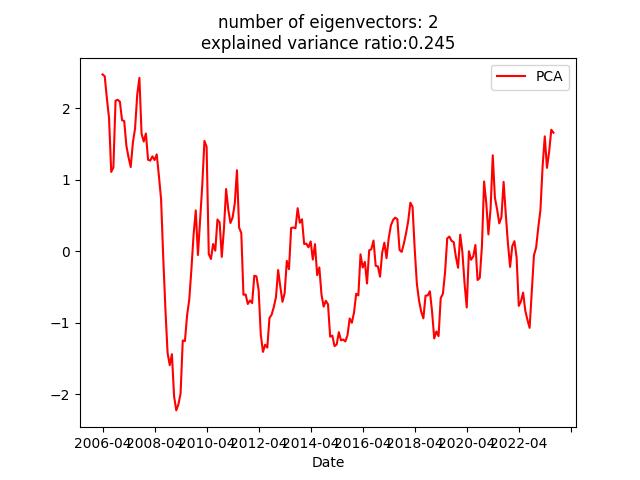 number of eigenvectors: 2
explained variance ratio:0.245
PCA
2
1
0
−1
−2
2006-04 2008-04 2010-04 2012-04 2014-04 2016-04 2018-04 2020-04 2022-04
Date